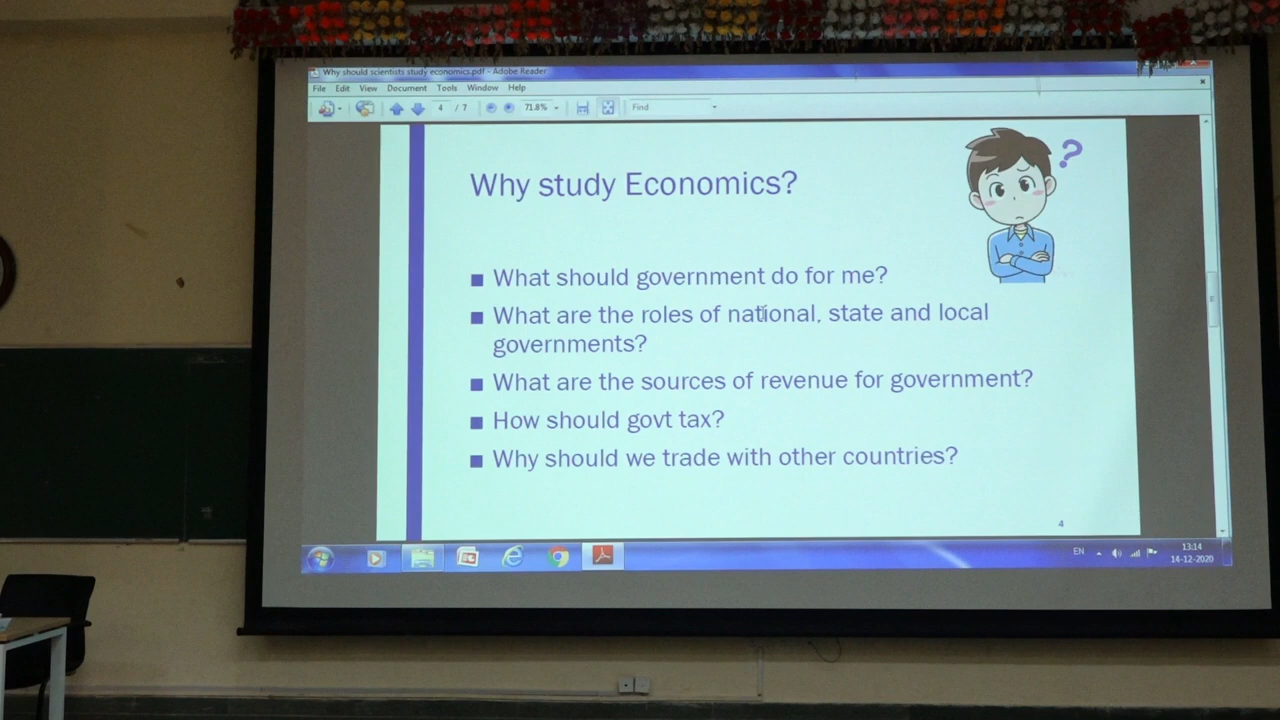 Why should scientists study economics.pdf - Adobe Reader
File Edit View Document Tools Window Help
4 / 7 71.8% Find
Why study Economics?
?
■ What should government do for me?
■ What are the roles of national, state and local
governments?
■ What are the sources of revenue for government?
■ How should govt tax?
■ Why should we trade with other countries?
4
EN 13:14
14-12-2020